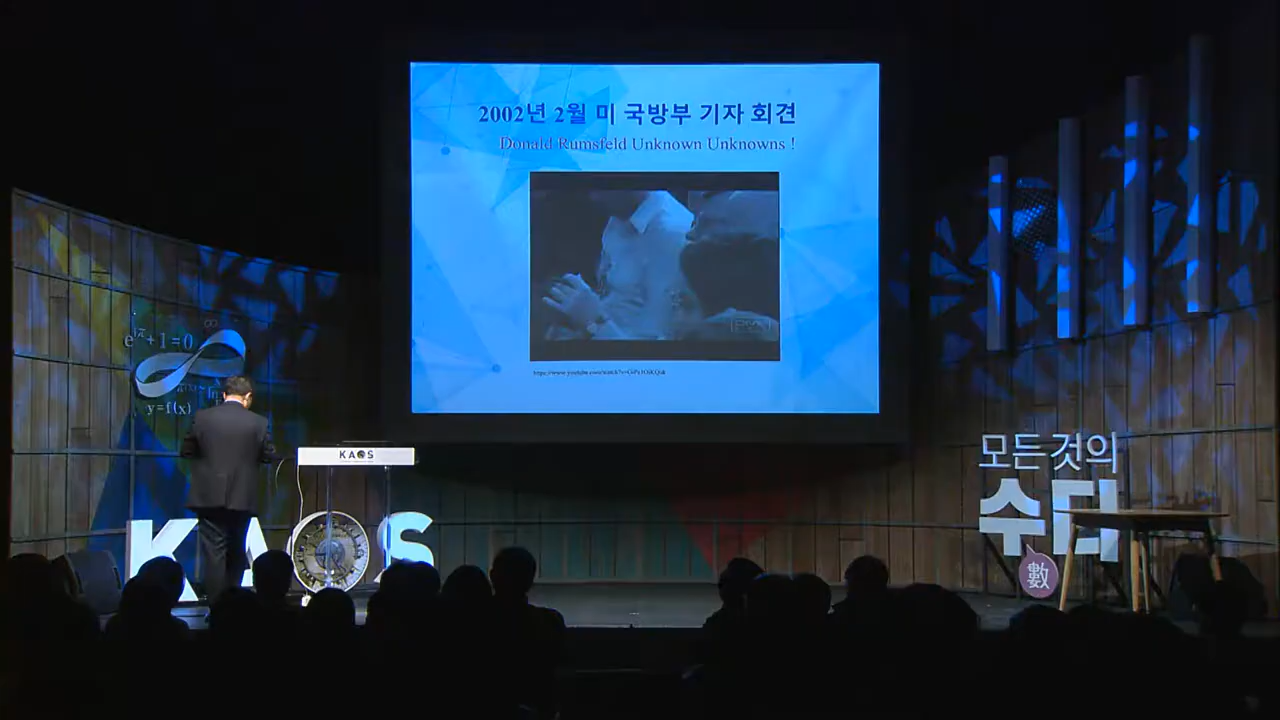 2002년 2월 미 국방부 기자 회견
Donald Rumsfeld Unknown Unknowns !
∞
e^iπ+1=0
y=f(x)
KAOS
KAOS
모든 것의
수다
數